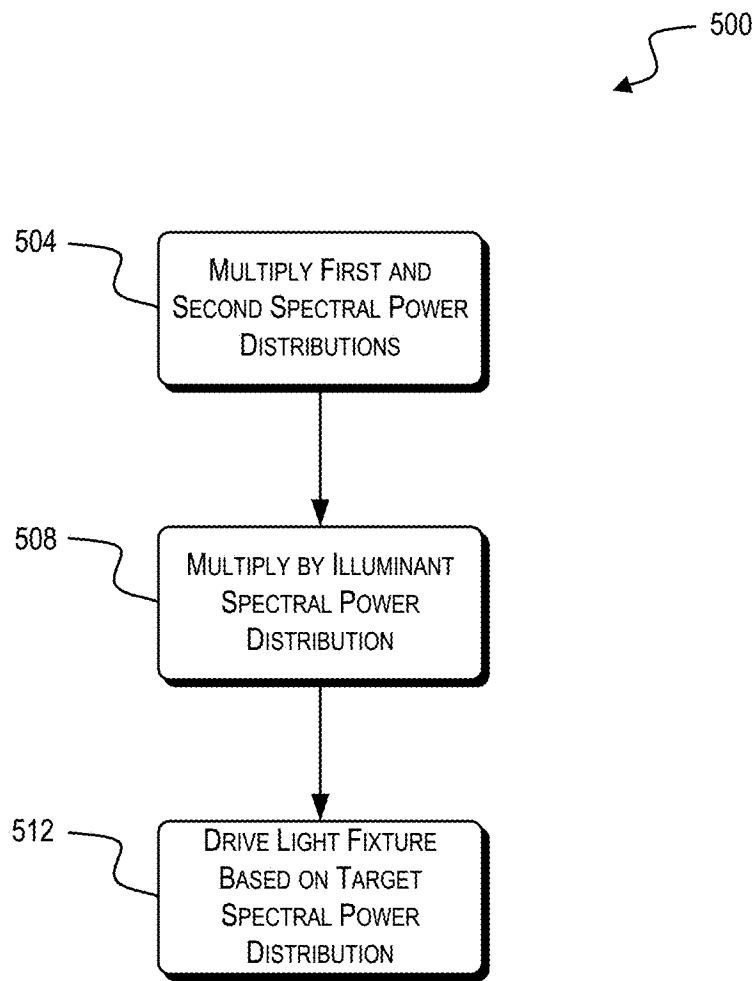 500
504
MULTIPLY FIRST AND
SECOND SPECTRAL POWER
DISTRIBUTIONS
508
MULTIPLY BY ILLUMINANT
SPECTRAL POWER
DISTRIBUTION
512
DRIVE LIGHT FIXTURE
BASED ON TARGET
SPECTRAL POWER
DISTRIBUTION